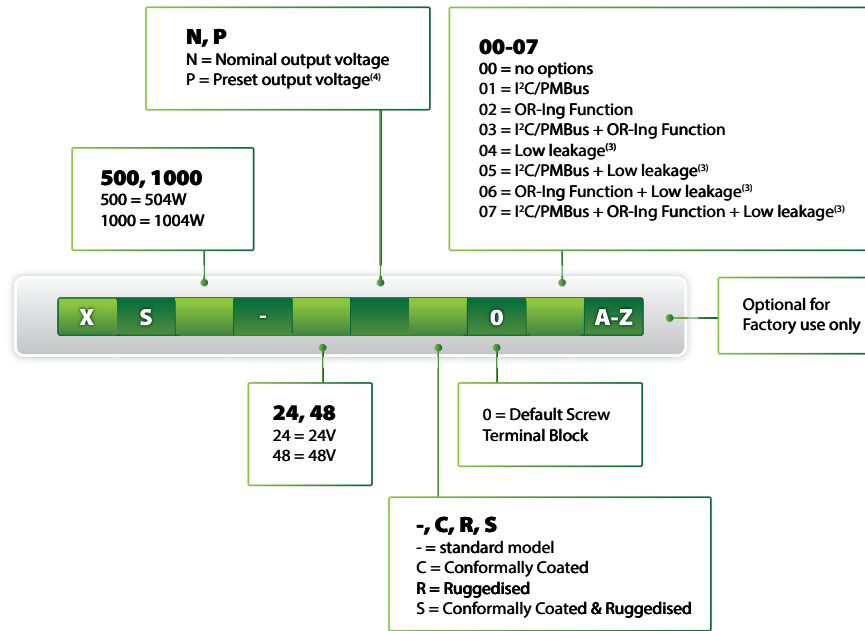 N, P
N = Nominal output voltage
P = Preset output voltage(4)
00-07
00 = no options
01 = I²C/PMBus
02 = OR-Ing Function
03 = I²C/PMBus + OR-Ing Function
04 = Low leakage(3)
05 = I²C/PMBus + Low leakage(3)
06 = OR-Ing Function + Low leakage(3)
07 = I²C/PMBus + OR-Ing Function + Low leakage(3)
500, 1000
500 = 504W
1000 = 1004W
X S - 0 A-Z
Optional for
Factory use only
24, 48
24 = 24V
48 = 48V
0 = Default Screw
Terminal Block
-, C, R, S
- = standard model
C = Conformally Coated
R = Ruggedised
S = Conformally Coated & Ruggedised